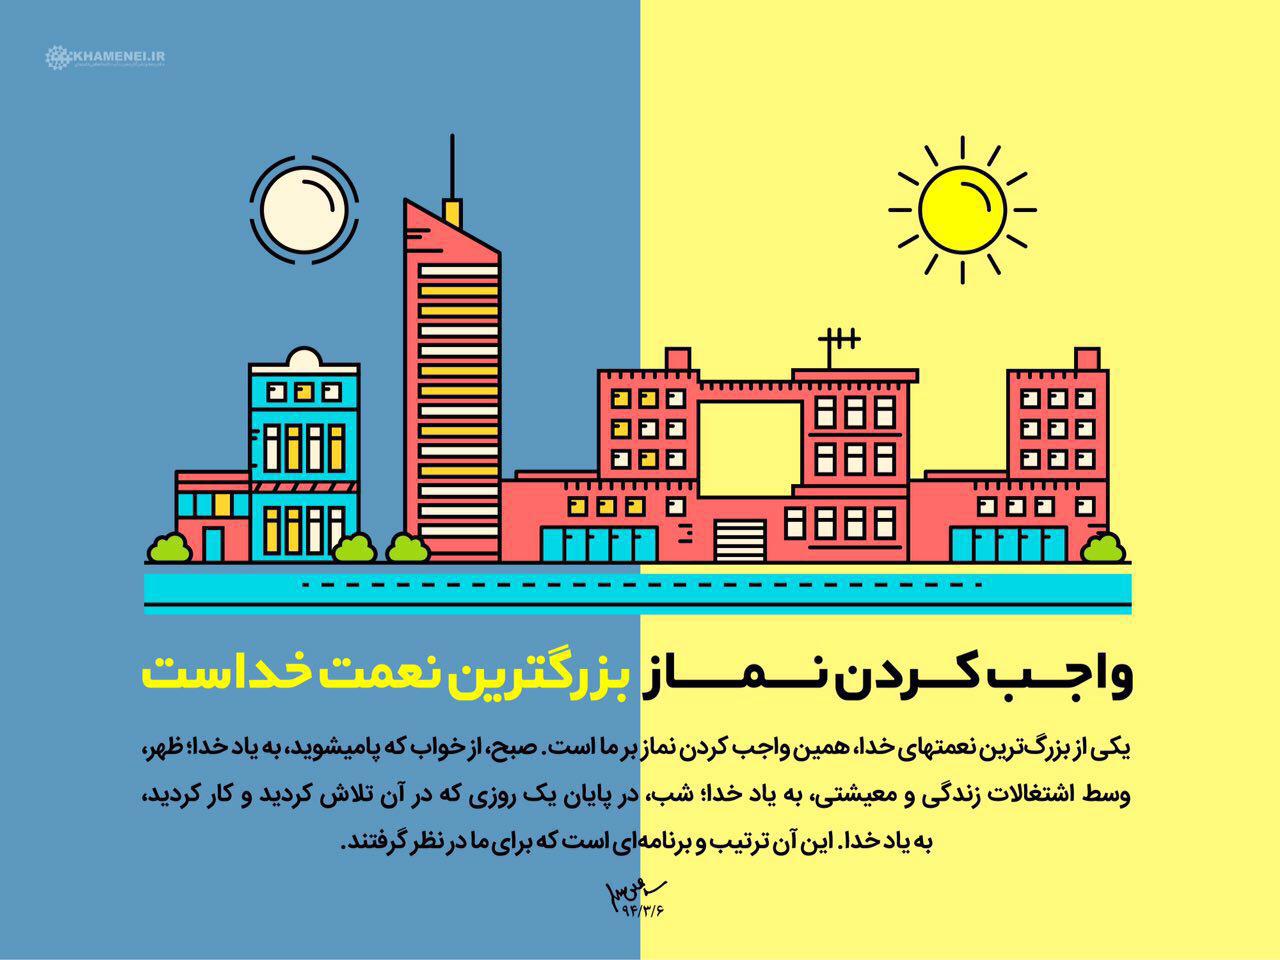 KHAMENEI.IR
واجب کردن نماز بزرگترین نعمت خداست
یکی از بزرگ‌ترین نعمتهای خدا، همین واجب کردن نماز بر ما است. صبح، از خواب که پامیشوید، به یاد خدا؛ ظهر،
وسط اشتغالات زندگی و معیشتی، به یاد خدا؛ شب، در پایان یک روزی که در آن تلاش کردید و کار کردید،
به یاد خدا. این آن ترتیب و برنامه‌ای است که برای ما در نظر گرفتند.
۹۴/۳/۶